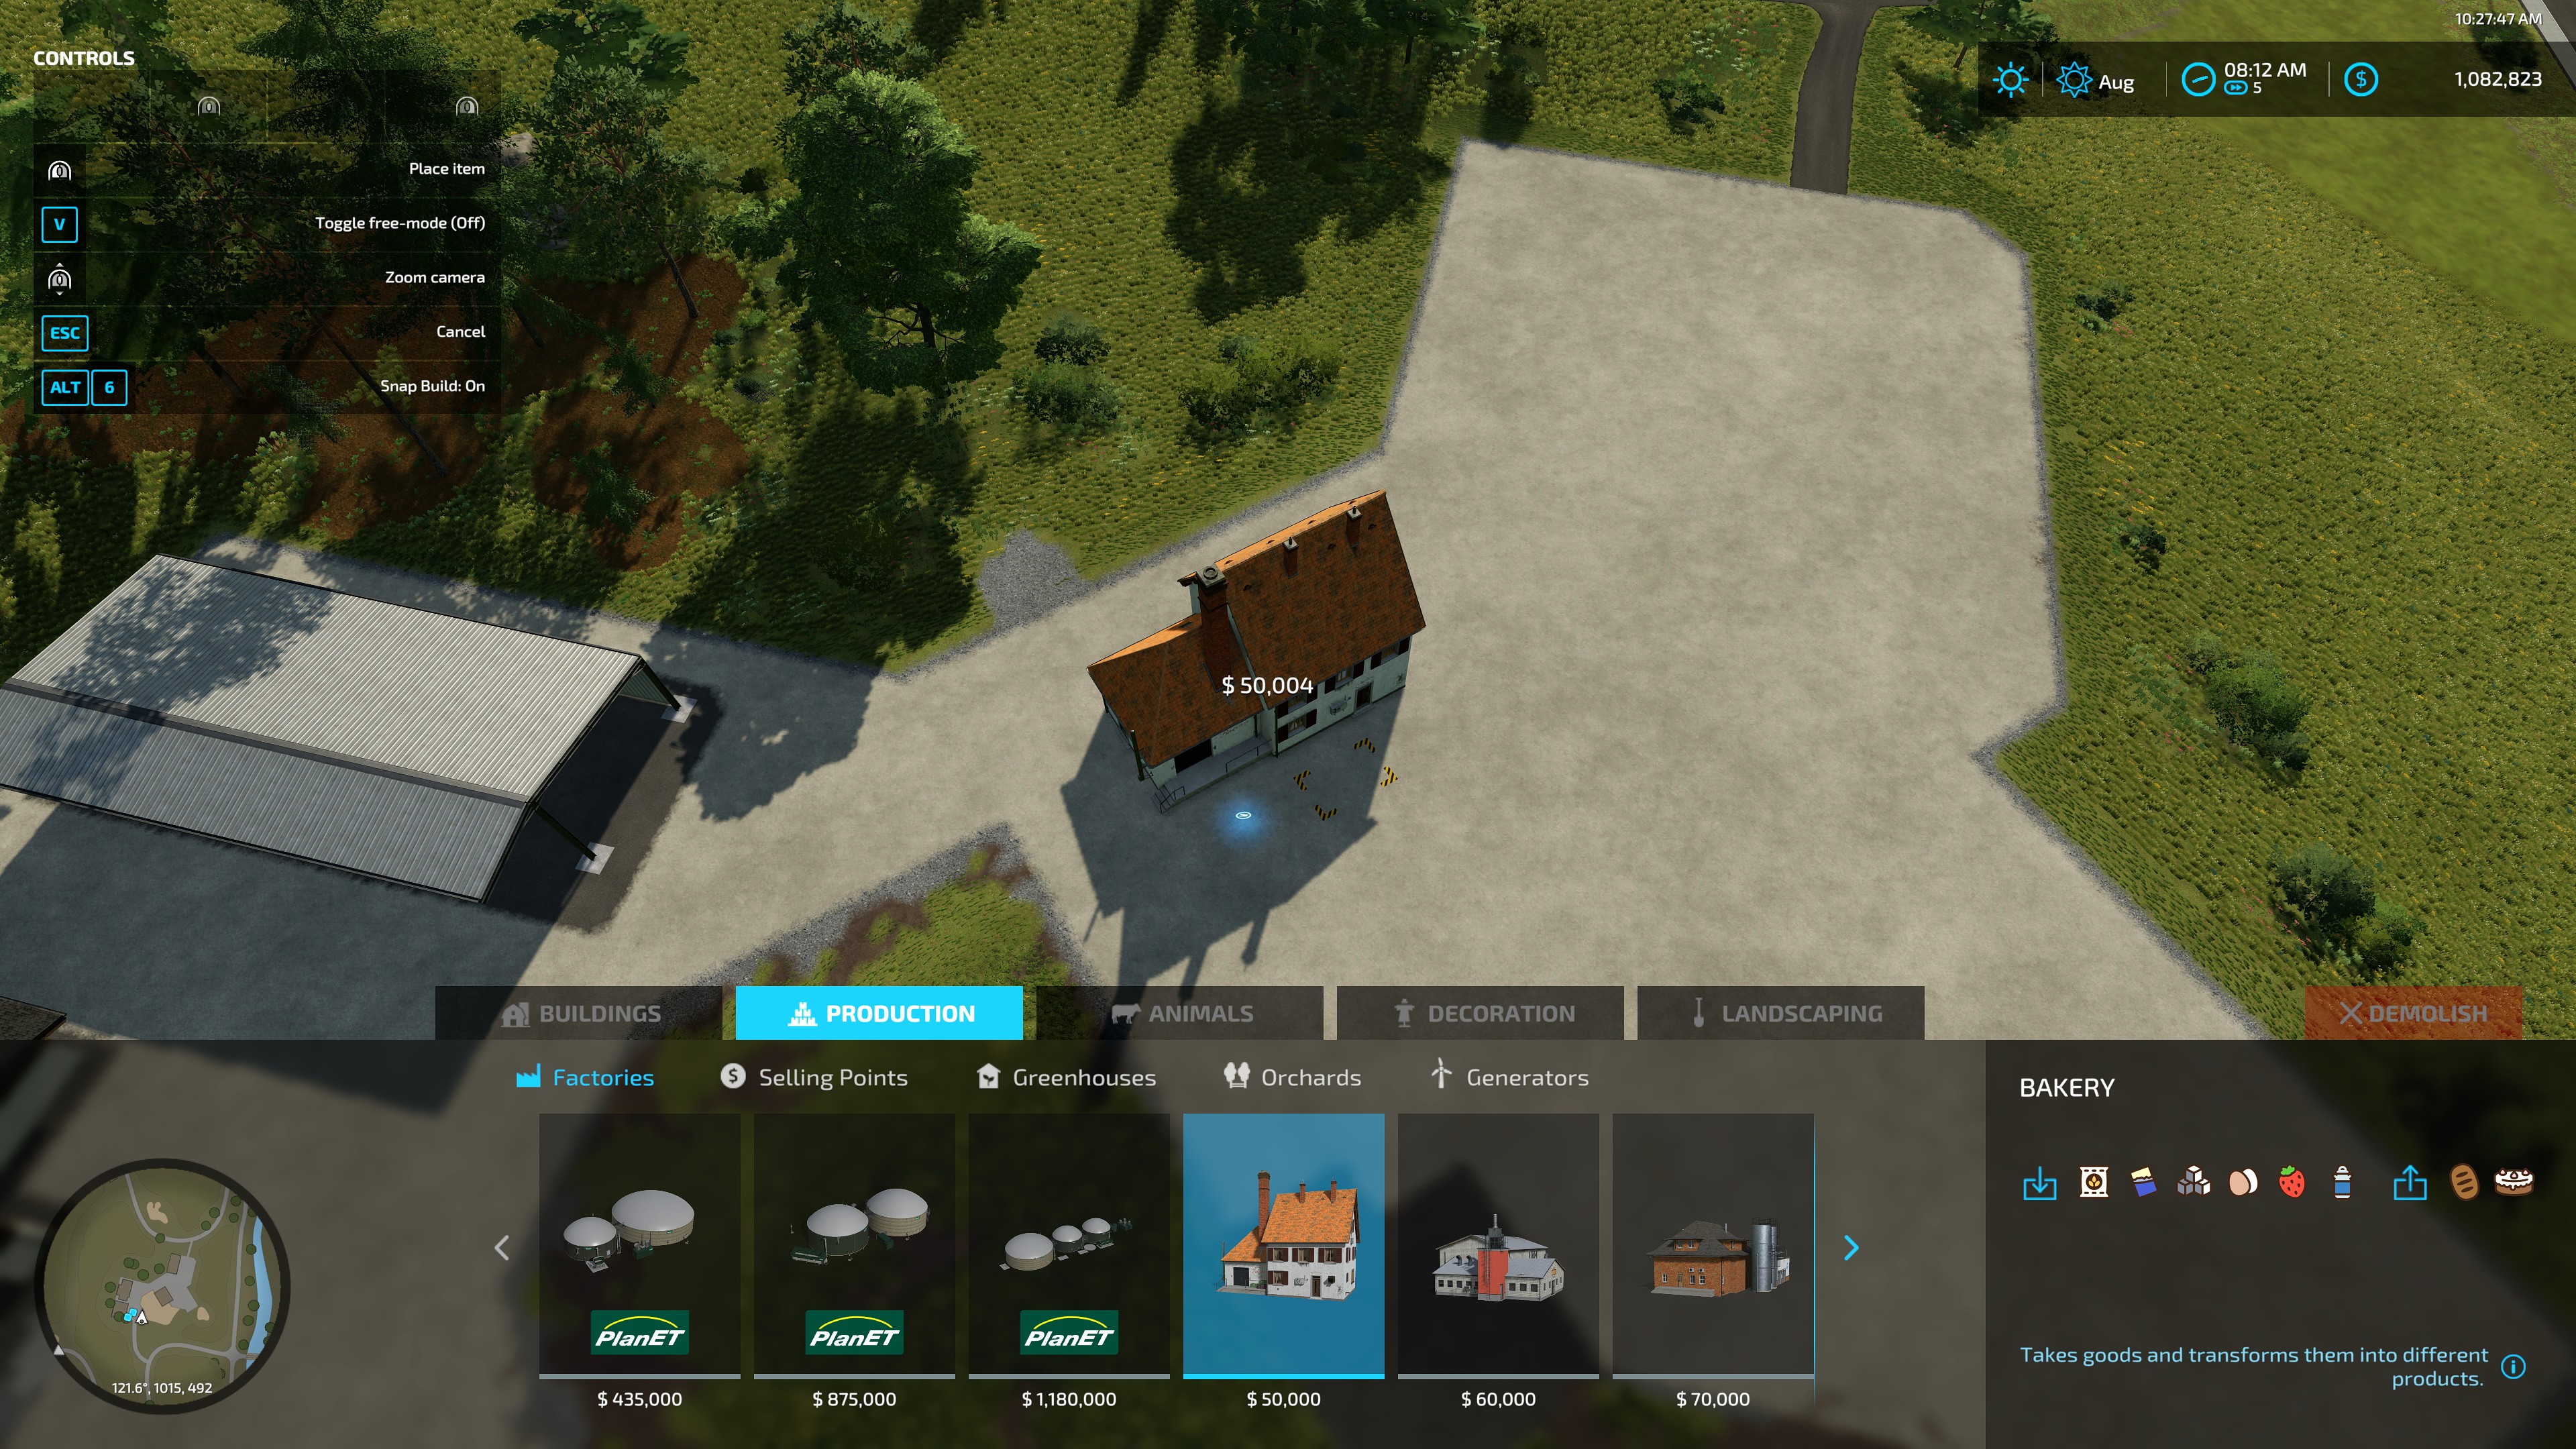 10:27:47 AM
CONTROLS
Aug
08:12 AM
5
1,082,823
Place item
V
Toggle free-mode (Off)
Zoom camera
ESC
Cancel
ALT 6
Snap Build: On
$ 50,004
BUILDINGS
PRODUCTION
ANIMALS
DECORATION
LANDSCAPING
DEMOLISH
Factories
Selling Points
Greenhouses
Orchards
Generators
BAKERY
PlanET
PlanET
PlanET
Takes goods and transforms them into different
products.
121.6°, 1015, 492
$ 435,000
$ 875,000
$ 1,180,000
$ 50,000
$ 60,000
$ 70,000